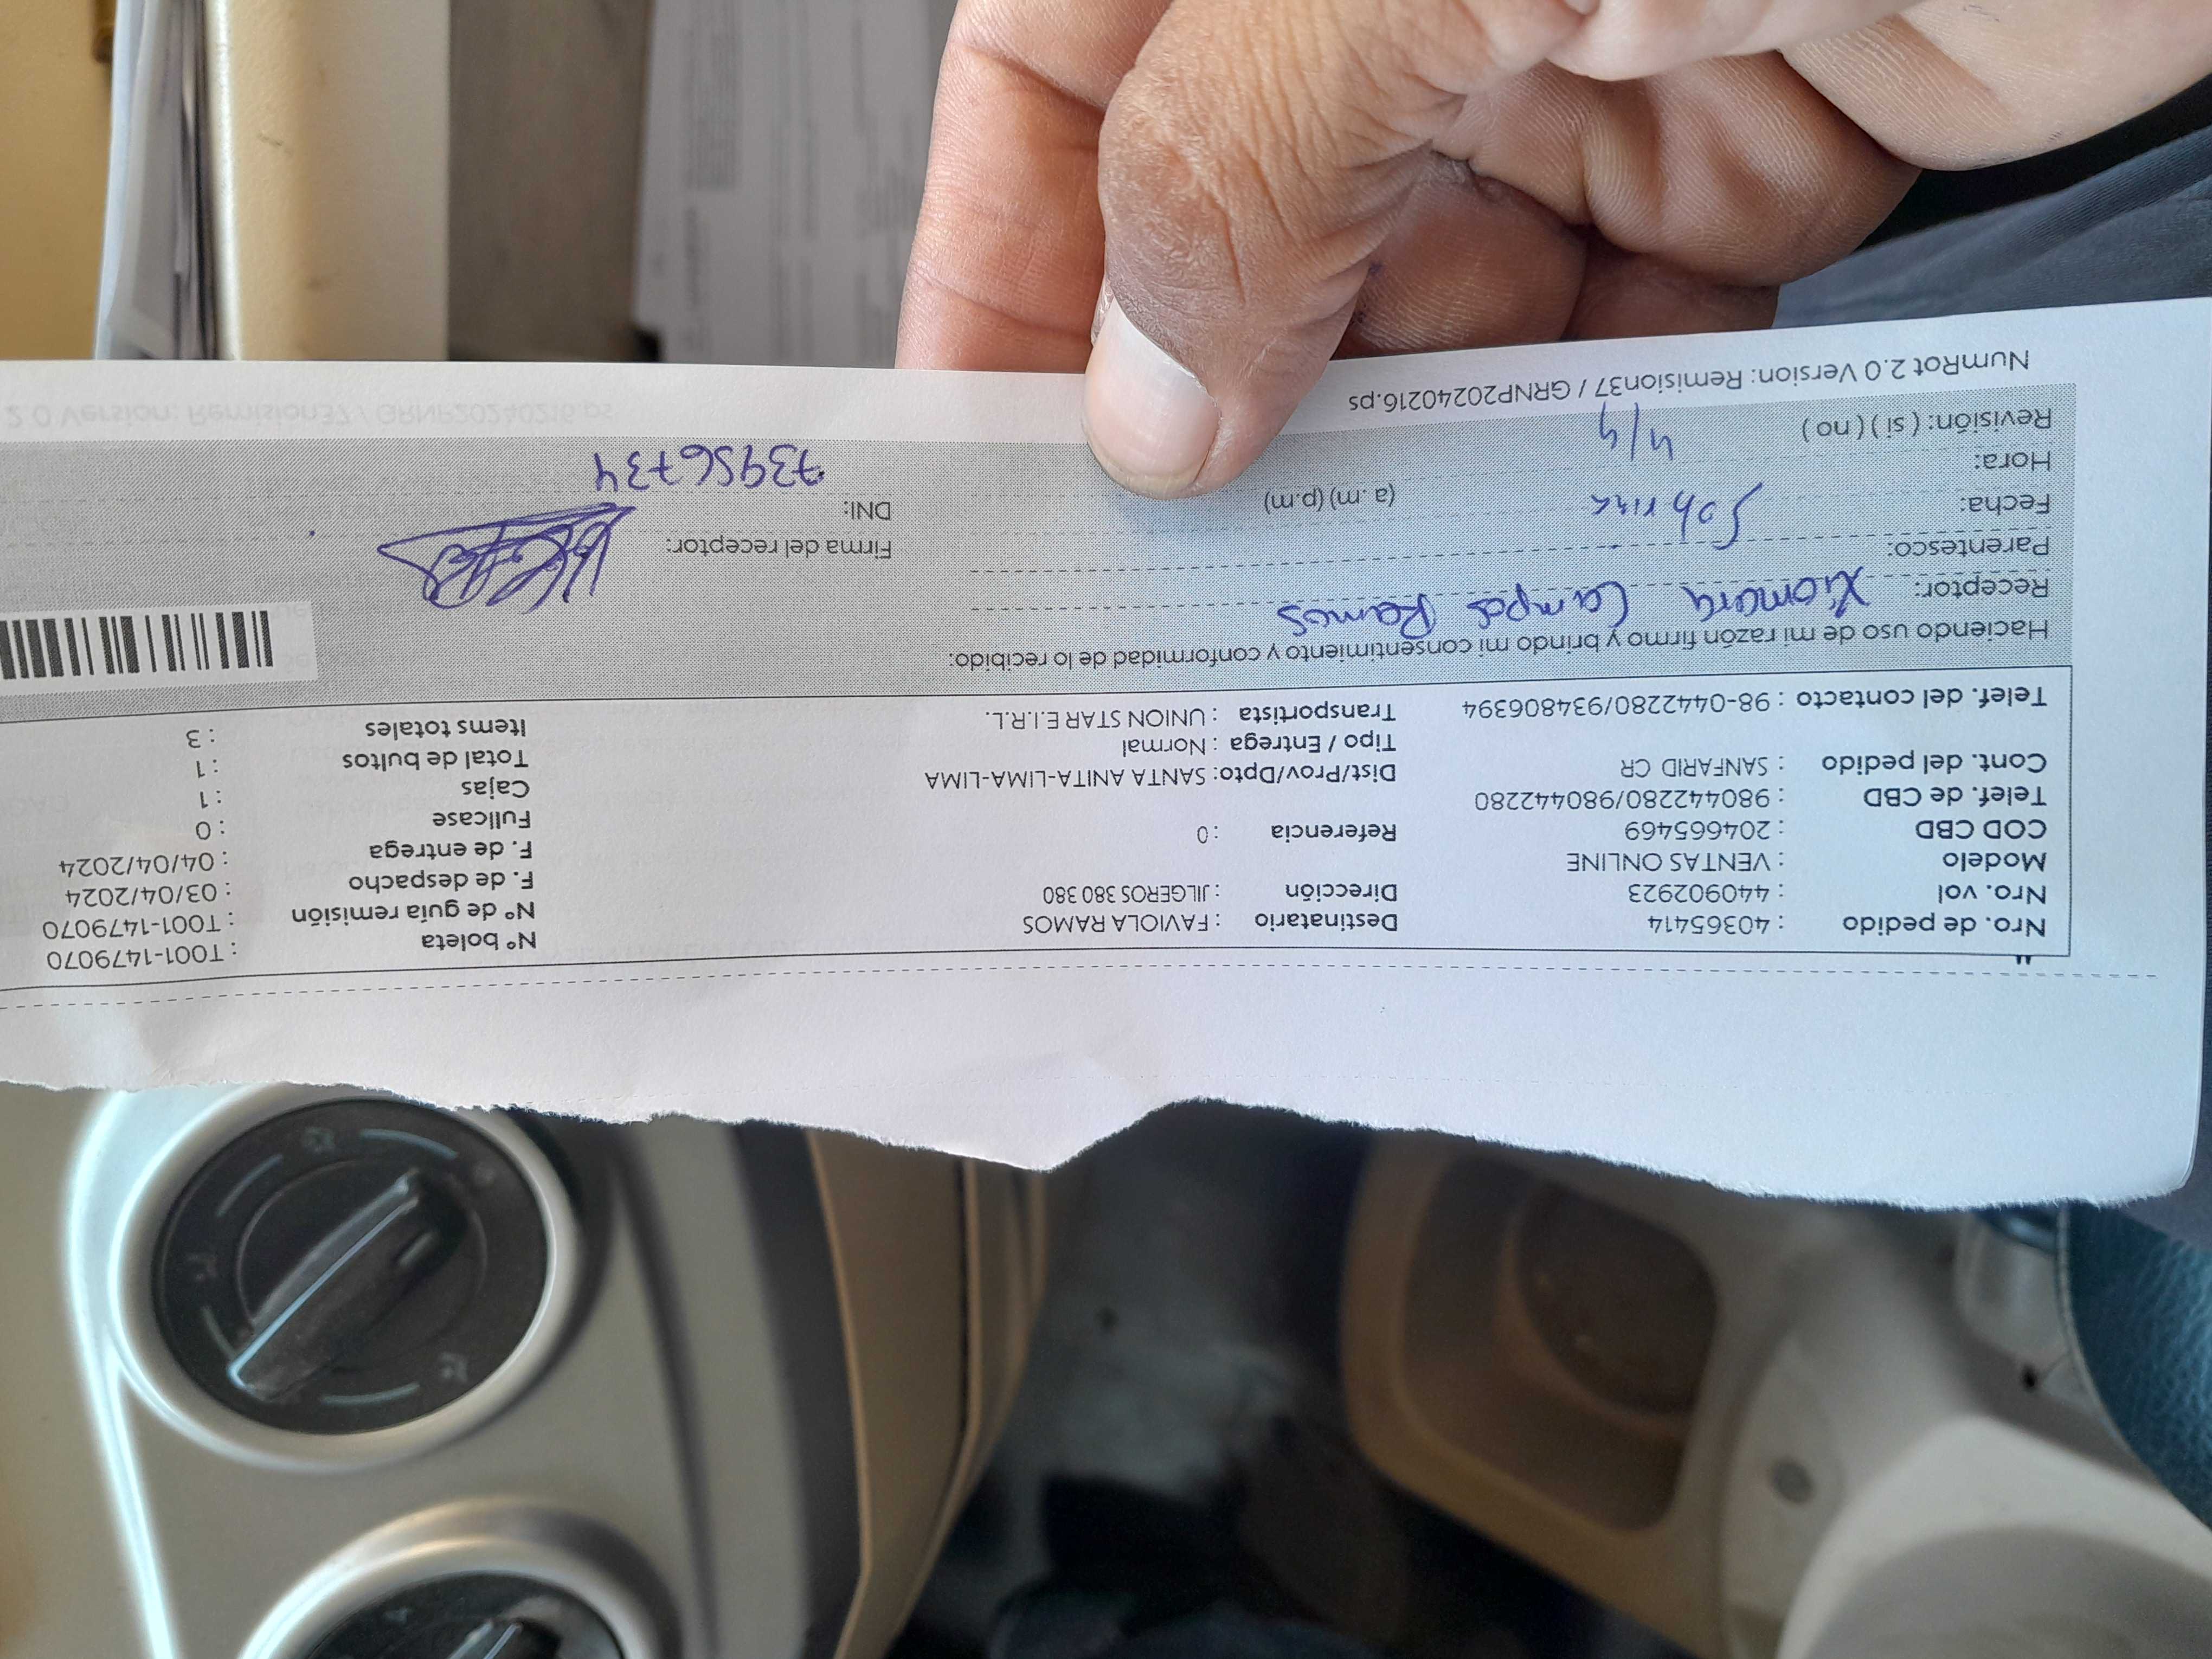 Nro. de pedido : 40365414 Destinatario : FAVIOLA RAMOS N° boleta : T001-1479070
Nro. vol : 440902923 Dirección : JILGEROS 380 380 N° de guía remisión : T001-1479070
Modelo : VENTAS ONLINE F. de despacho : 03/04/2024
COD CBD : 204665469 Referencia : 0 F. de entrega : 04/04/2024
Telef. de CBD : 980442280/980442280 Fullcase : 0
Cont. del pedido : SANFARID CR Dist/Prov/Dpto: SANTA ANITA-LIMA-LIMA Cajas : 1
Tipo / Entrega : Normal Total de bultos : 1
Telef. del contacto : 98-0442280/934806394 Transportista : UNION STAR E.I.R.L. Items totales : 3
Haciendo uso de mi razón firmo y brindo mi consentimiento y conformidad de lo recibido:
Receptor: Xiomara Campos Ramos
Parentesco: Sobrina Firma del receptor:
Fecha: 4/4 (a .m) (p.m) DNI: 73956734
Hora:
Revisión: ( si ) ( no )
NumRot 2.0 Version: Remision37 / GRNP20240216.ps
2.0 Version: Remision37 / GRNP20240216.ps